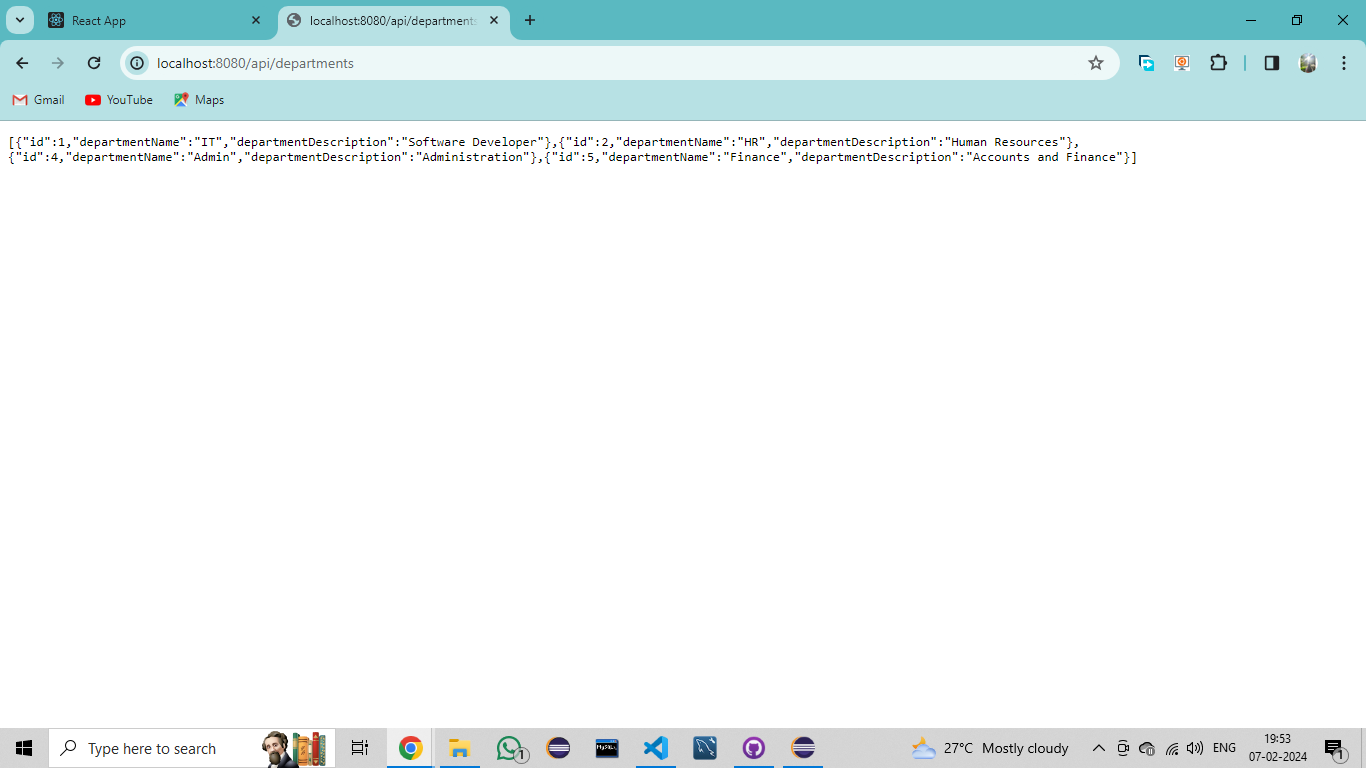 React App
localhost:8080/api/departments
localhost:8080/api/departments
Gmail
YouTube
Maps
[{"id":1,"departmentName":"IT","departmentDescription":"Software Developer"},{"id":2,"departmentName":"HR","departmentDescription":"Human Resources"},
{"id":4,"departmentName":"Admin","departmentDescription":"Administration"},{"id":5,"departmentName":"Finance","departmentDescription":"Accounts and Finance"}]
Type here to search
1
MySQL
27°C Mostly cloudy
ENG
19:53
07-02-2024
1